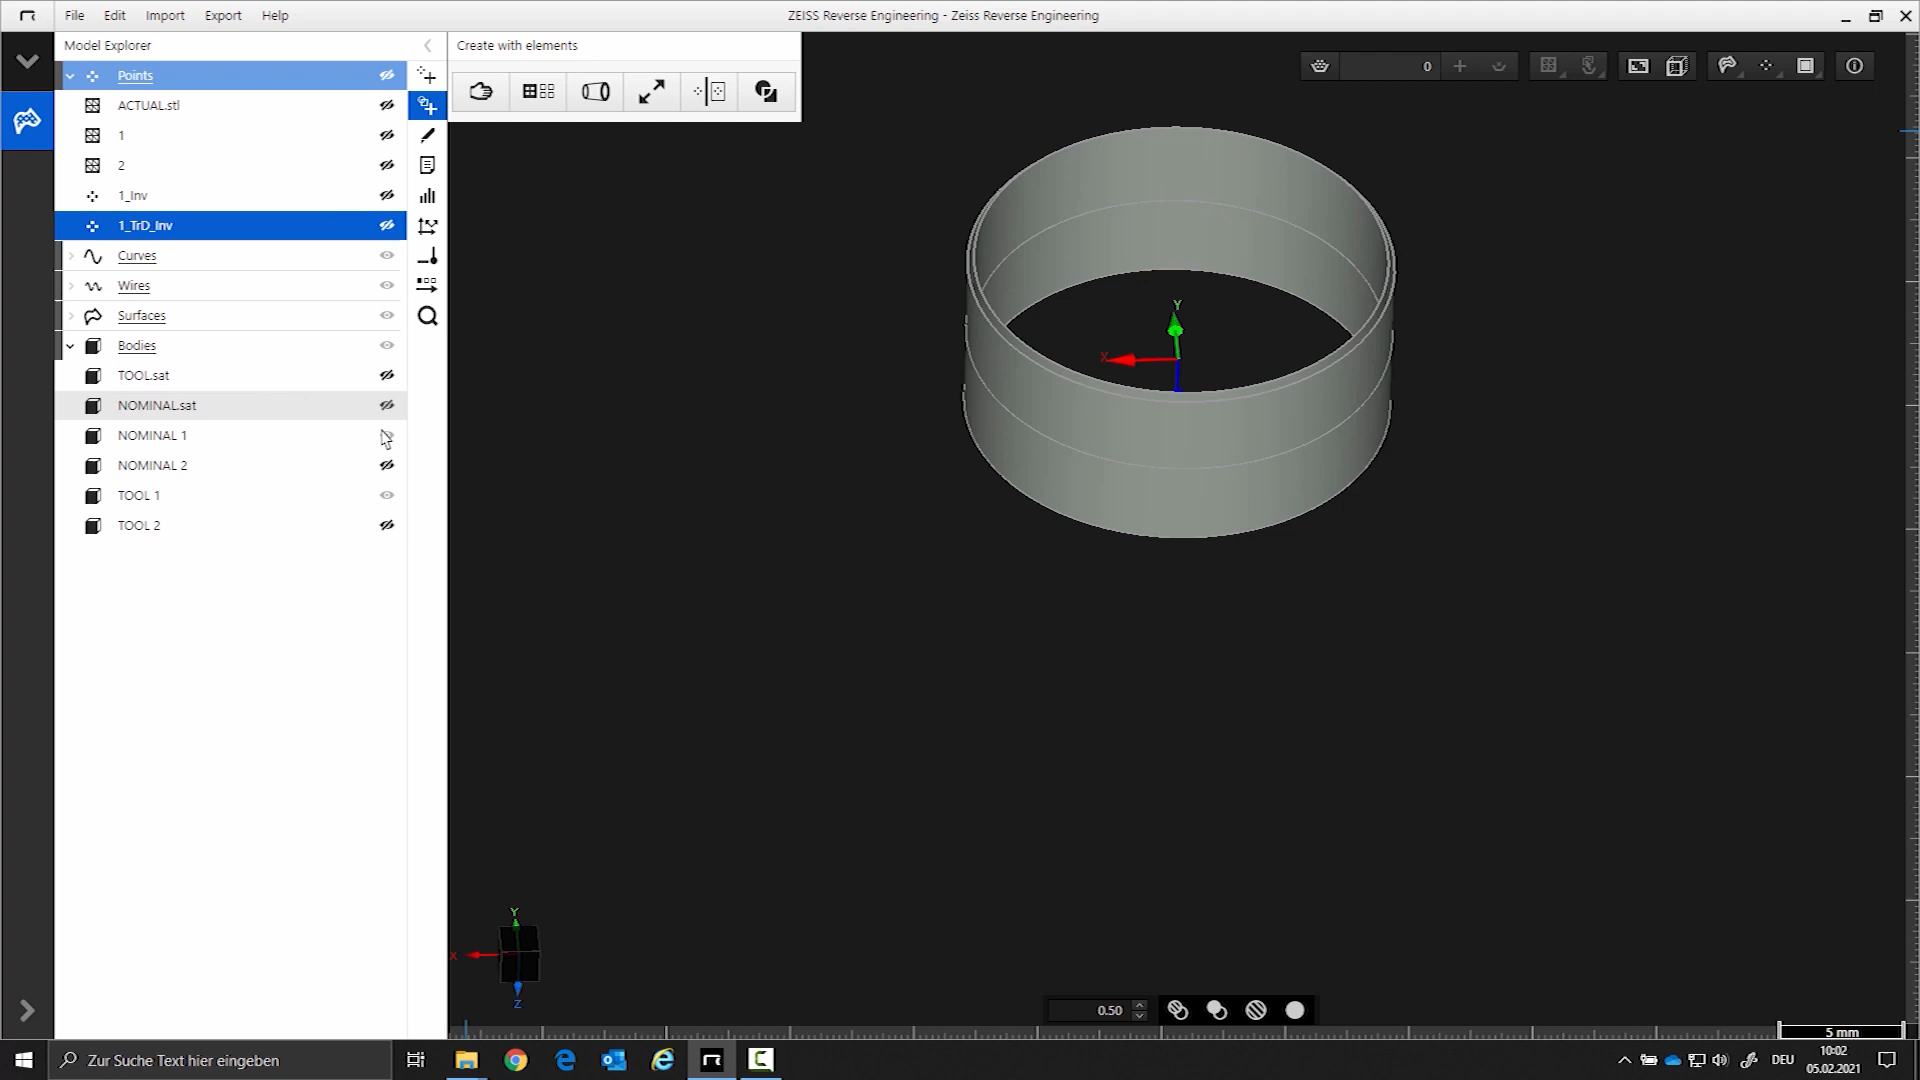 File Edit Import Export Help
ZEISS Reverse Engineering - Zeiss Reverse Engineering
Model Explorer
Create with elements
Points
ACTUAL.stl
1
2
1_Inv
1_TrD_Inv
Curves
Wires
Surfaces
Bodies
TOOL.sat
NOMINAL.sat
NOMINAL 1
NOMINAL 2
TOOL 1
TOOL 2
0
Y
X
Y
X
Z
0.50
5 mm
Zur Suche Text hier eingeben
DEU
10:02
05.02.2021